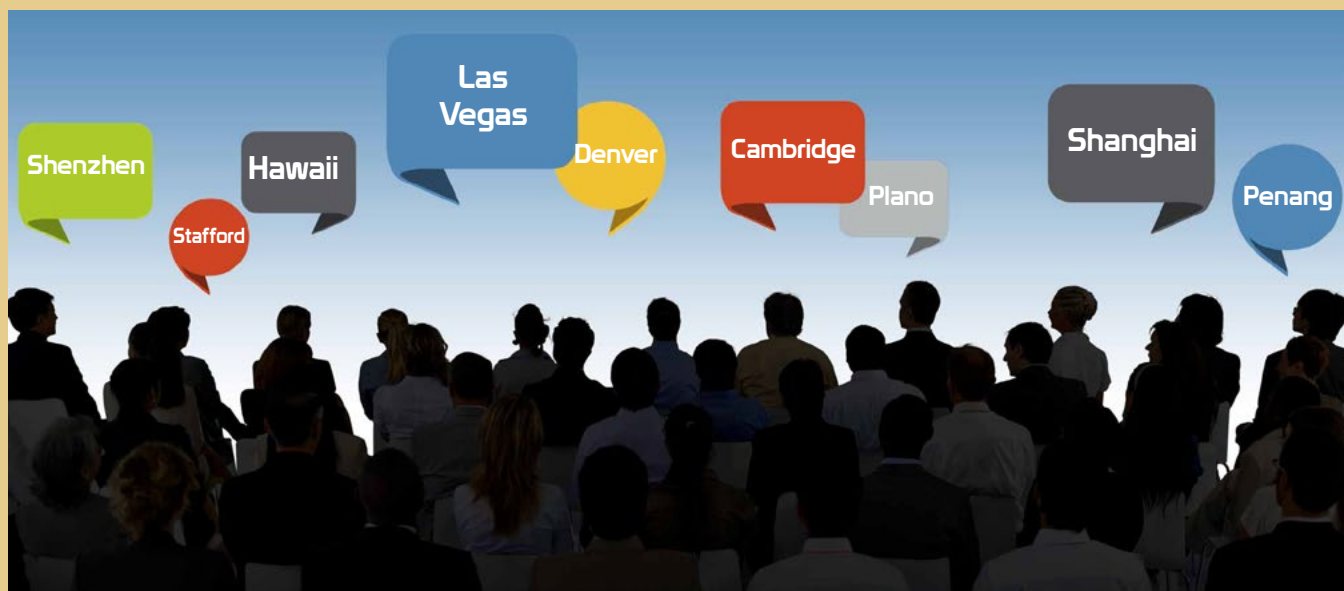 Shenzhen
Stafford
Hawaii
Las
Vegas
Denver
Cambridge
Plano
Shanghai
Penang